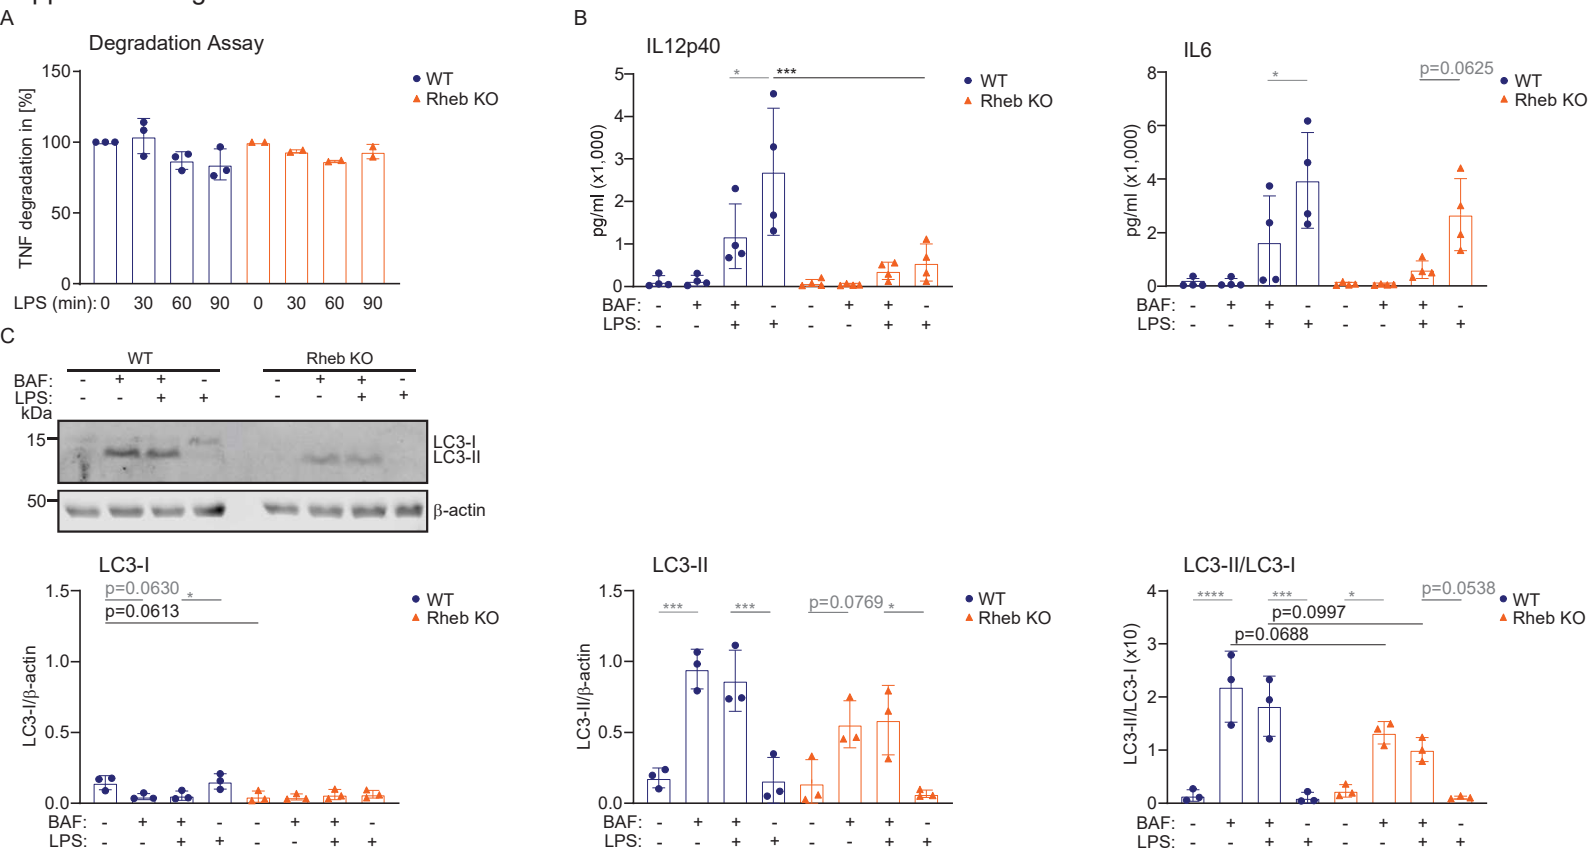 A
Degradation Assay
TNF degradation in [%]
150
100
50
0
LPS (min): 0 30 60 90 0 30 60 90
WT
Rheb KO
B
IL12p40
pg/ml (x1,000)
5
4
3
2
1
0
* ***
WT
Rheb KO
BAF: - + + - - + + -
LPS: - - + + - - + +
IL6
pg/ml (x1,000)
8
6
4
2
0
*
p=0.0625
WT
Rheb KO
BAF: - + + - - + + -
LPS: - - + + - - + +
C
WT Rheb KO
BAF: - + + - - + + -
LPS: - - + + - - + +
kDa
15
LC3-I
LC3-II
50
β-actin
LC3-I
LC3-I/β-actin
1.5
1.0
0.5
0.0
p=0.0630 *
p=0.0613
WT
Rheb KO
BAF: - + + - - + + -
LPS: - - + + - - + +
LC3-II
LC3-II/β-actin
1.5
1.0
0.5
0.0
*** *** p=0.0769 *
WT
Rheb KO
BAF: - + + - - + + -
LPS: - - + + - - + +
LC3-II/LC3-I
LC3-II/LC3-I (x10)
4
3
2
1
0
**** *** * p=0.0538
p=0.0997
p=0.0688
WT
Rheb KO
BAF: - + + - - + + -
LPS: - - + + - - + +